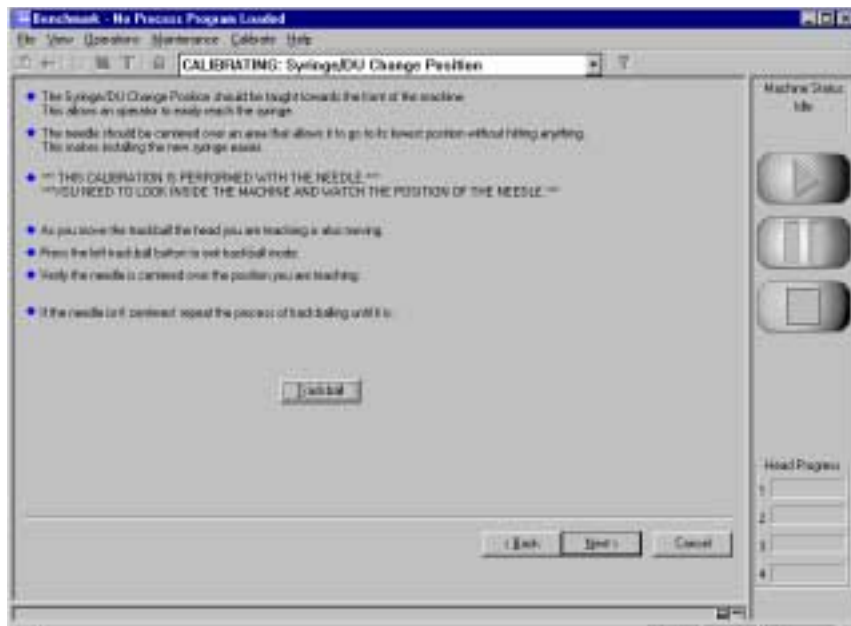 Benchmark - No Process Program Loaded
File View Operations Maintenance Calibrate Help
CALIBRATING: Syringe/DU Change Position
The Syringe/DU Change Position should be taught towards the front of the machine.
This allows an operator to easily reach the syringe.
The needle should be centered over an area that allows it to go to its lowest position without hitting anything.
This makes installing the new syringe easier.
*** THIS CALIBRATION IS PERFORMED WITH THE NEEDLE ***
***YOU NEED TO LOOK INSIDE THE MACHINE AND WATCH THE POSITION OF THE NEEDLE ***
As you move the trackball the head you are teaching is also moving.
Press the left track ball button to exit trackball mode.
Verify the needle is centered over the position you are teaching.
If the needle isn't centered repeat the process of track balling until it is.
Trackball
< Back Next > Cancel
Machine Status
Idle
Head Progress
1
2
3
4